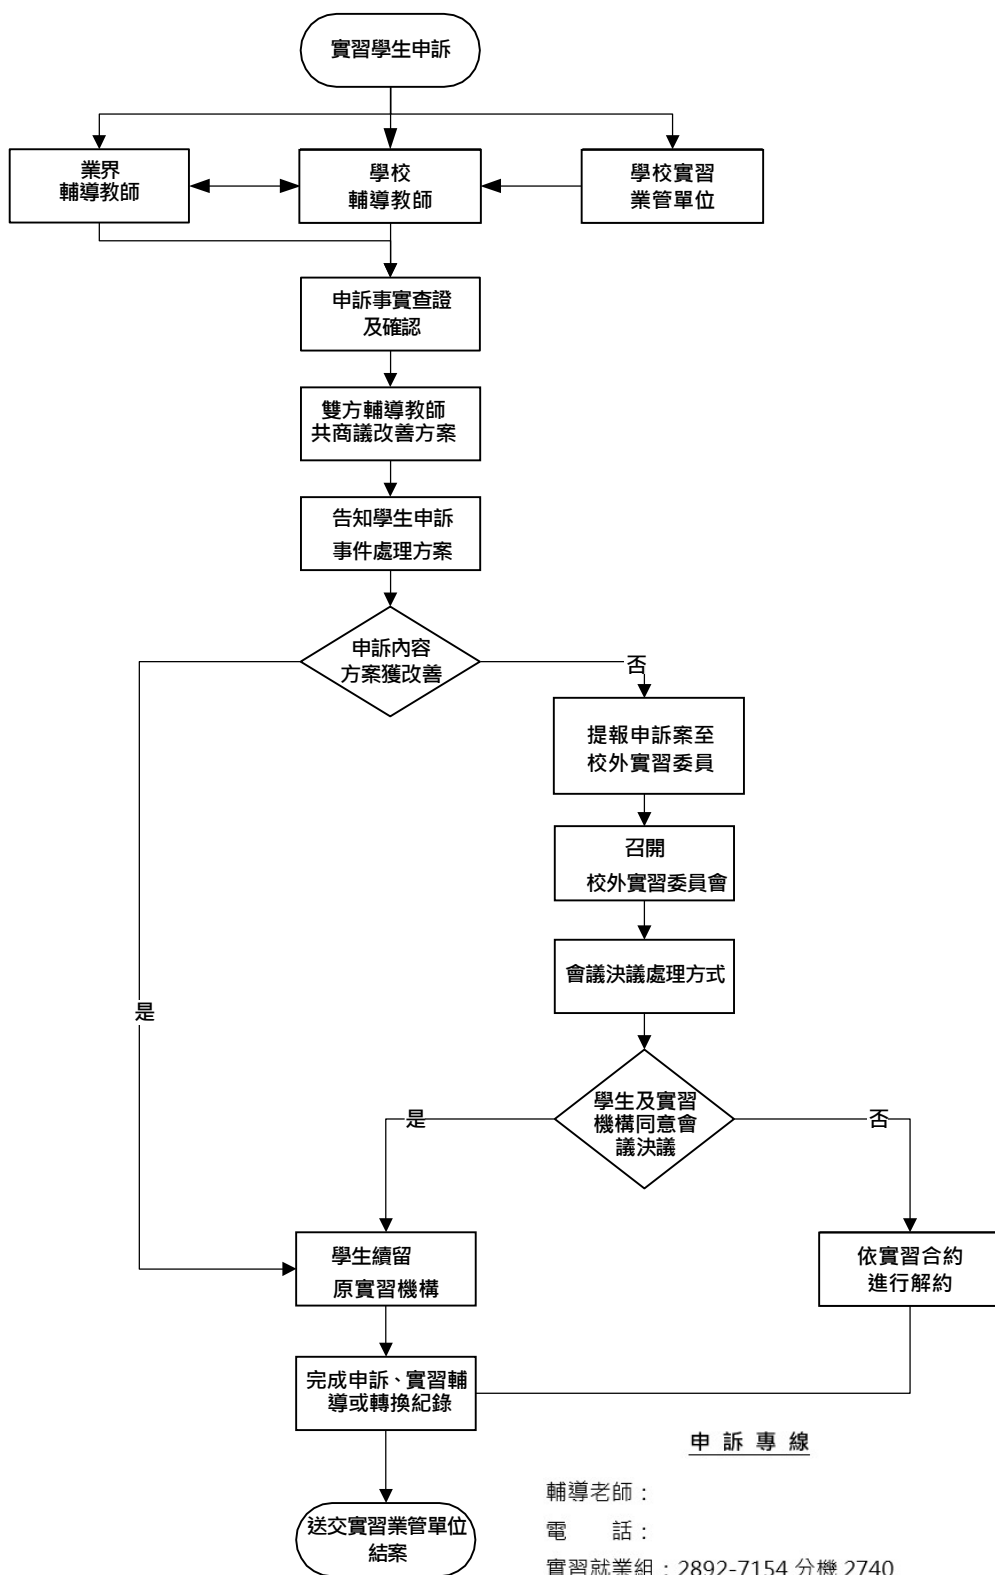 實習學生申訴
業界
輔導教師
學校
輔導教師
學校實習
業管單位
申訴事實查證
及確認
雙方輔導教師
共商議改善方案
告知學生申訴
事件處理方案
申訴內容
方案獲改善
否
提報申訴案至
校外實習委員
召開
校外實習委員會
會議決議處理方式
是
學生及實習
機構同意會
議決議
是
否
學生續留
原實習機構
依實習合約
進行解約
完成申訴、實習輔
導或轉換紀錄
申訴專線
輔導老師：
電　　話：
送交實習業管單位
結案
實習就業組：2892-7154 分機 2740